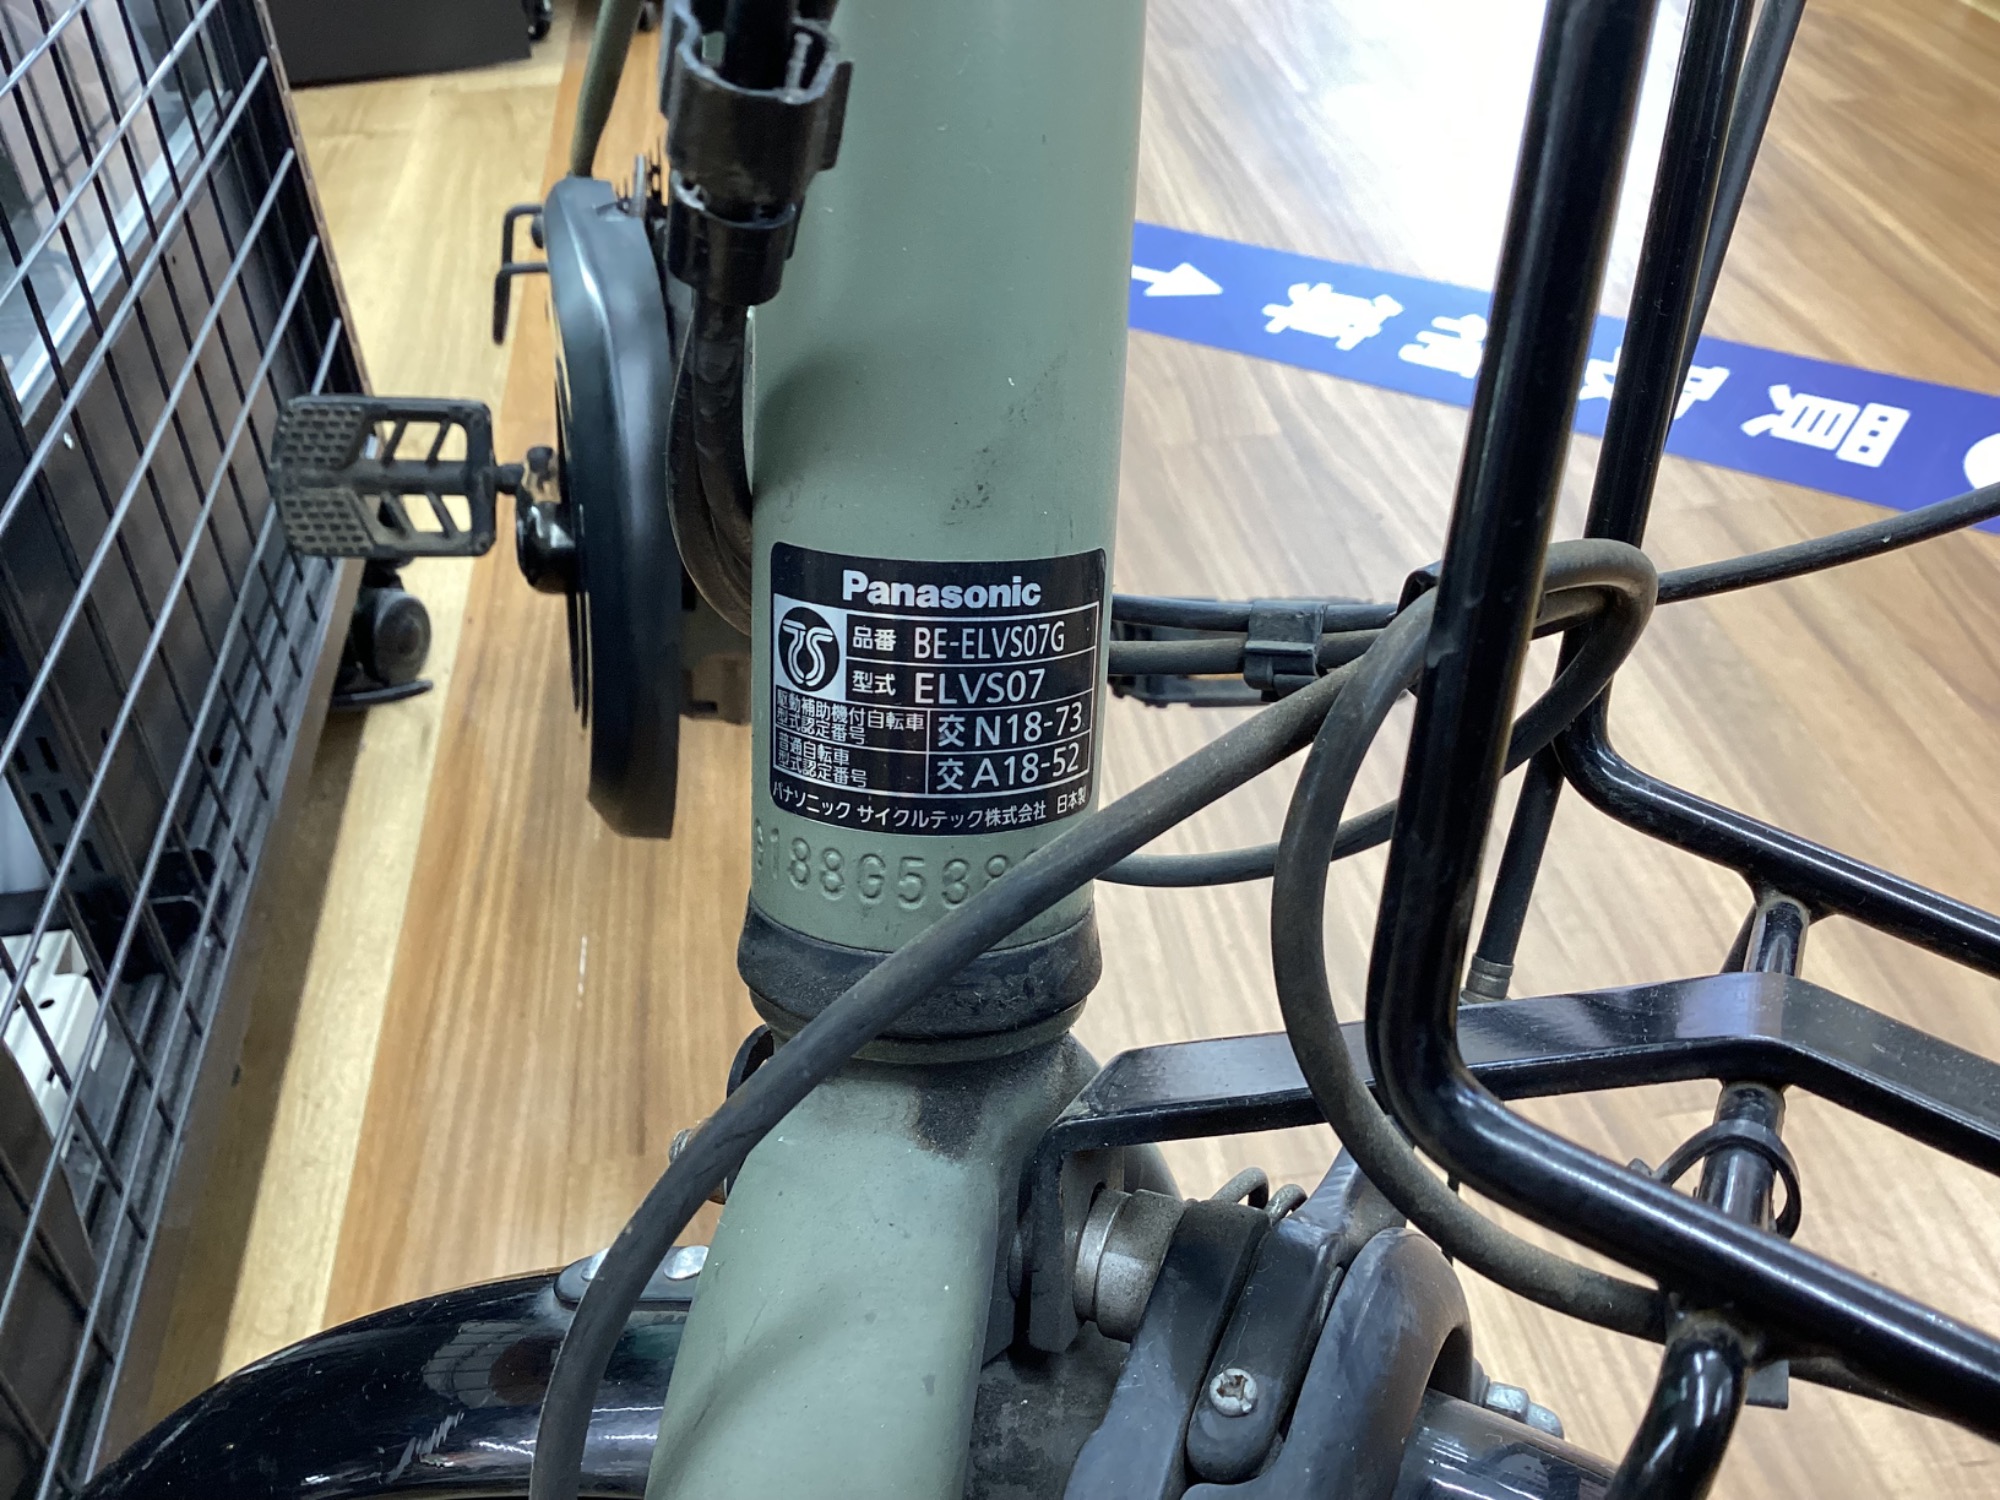 Panasonic
TS
品番 BE-ELVS07G
型式 ELVS07
駆動補助機付自転車
型式認定番号 交N18-73
普通自転車
型式認定番号 交A18-52
パナソニック サイクルテック株式会社 日本製
9188G538